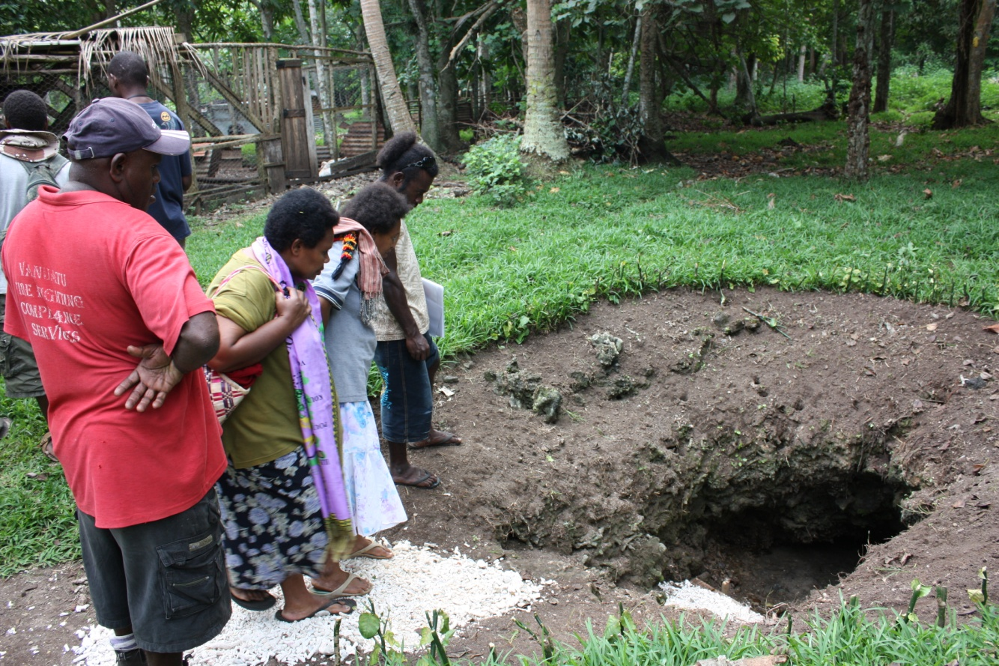 VANUATU
FIRE FIGHTING
COMPLIANCE
SERVICES